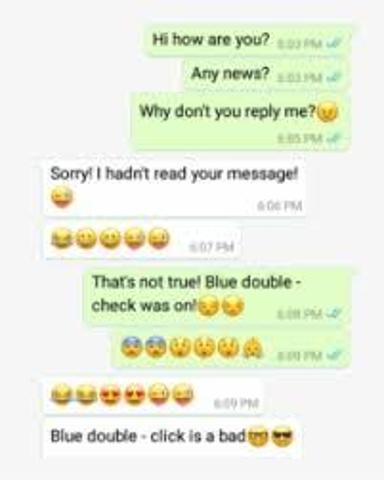 Hi how are you? 6:03 PM
Any news? 6:03 PM
Why don't you reply me?😠
6:05 PM
Sorry! I hadn't read your message!
😜 6:06 PM
😂😀😀😜😜 6:07 PM
That's not true! Blue double -
check was on!😒😒 6:08 PM
😨😨😯😯😯🙏 6:09 PM
😂😂😍😍😜😜 6:09 PM
Blue double - click is a bad🤓😎